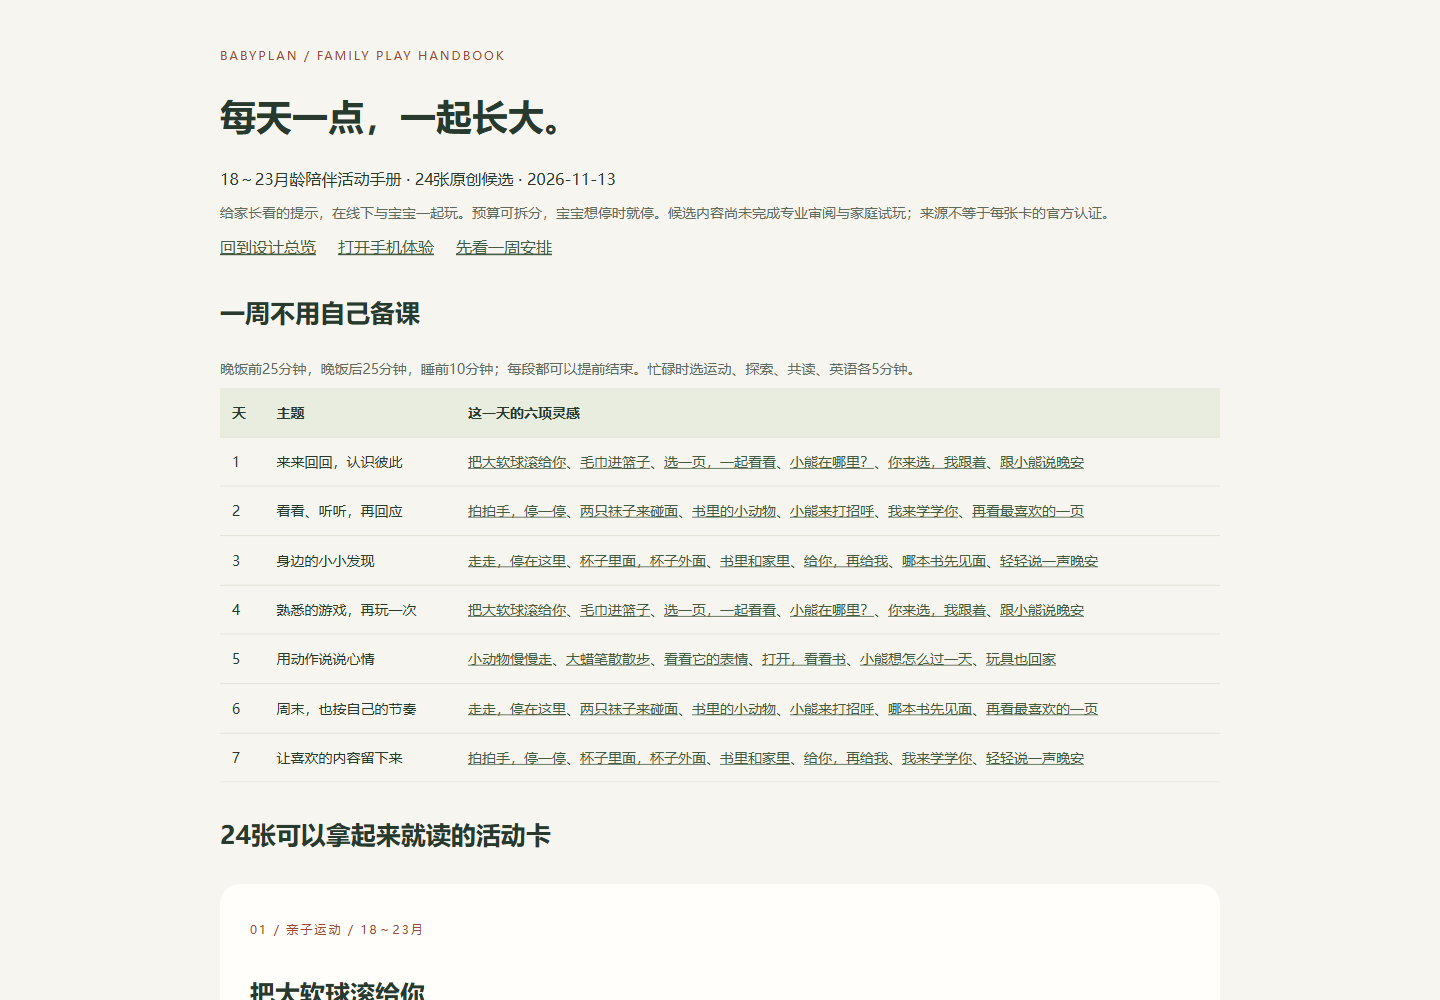 BABYPLAN / FAMILY PLAY HANDBOOK
每天一点，一起长大。
18～23月龄陪伴活动手册 · 24张原创候选 · 2026-11-13
给家长看的提示，在线下与宝宝一起玩。预算可拆分，宝宝想停时就停。候选内容尚未完成专业审阅与家庭试玩；来源不等于每张卡的官方认证。
回到设计总览 打开手机体验 先看一周安排
一周不用自己备课
晚饭前25分钟，晚饭后25分钟，睡前10分钟；每段都可以提前结束。忙碌时选运动、探索、共读、英语各5分钟。
天 主题 这一天的六项灵感
1 来来回回，认识彼此 把大软球滚给你、毛巾进篮子、选一页，一起看看、小熊在哪里？、你来选，我跟着、跟小熊说晚安
2 看看、听听，再回应 拍拍手，停一停、两只袜子来碰面、书里的小动物、小熊来打招呼、我来学学你、再看最喜欢的一页
3 身边的小小发现 走走，停在这里、杯子里面，杯子外面、书里和家里、给你，再给我、哪本书先见面、轻轻说一声晚安
4 熟悉的游戏，再玩一次 把大软球滚给你、毛巾进篮子、选一页，一起看看、小熊在哪里？、你来选，我跟着、跟小熊说晚安
5 用动作说说心情 小动物慢慢走、大蜡笔散散步、看看它的表情、打开，看看书、小熊想怎么过一天、玩具也回家
6 周末，也按自己的节奏 走走，停在这里、两只袜子来碰面、书里的小动物、小熊来打招呼、哪本书先见面、再看最喜欢的一页
7 让喜欢的内容留下来 拍拍手，停一停、杯子里面，杯子外面、书里和家里、给你，再给我、我来学学你、轻轻说一声晚安
24张可以拿起来就读的活动卡
01 / 亲子运动 / 18～23月
把大软球滚给你